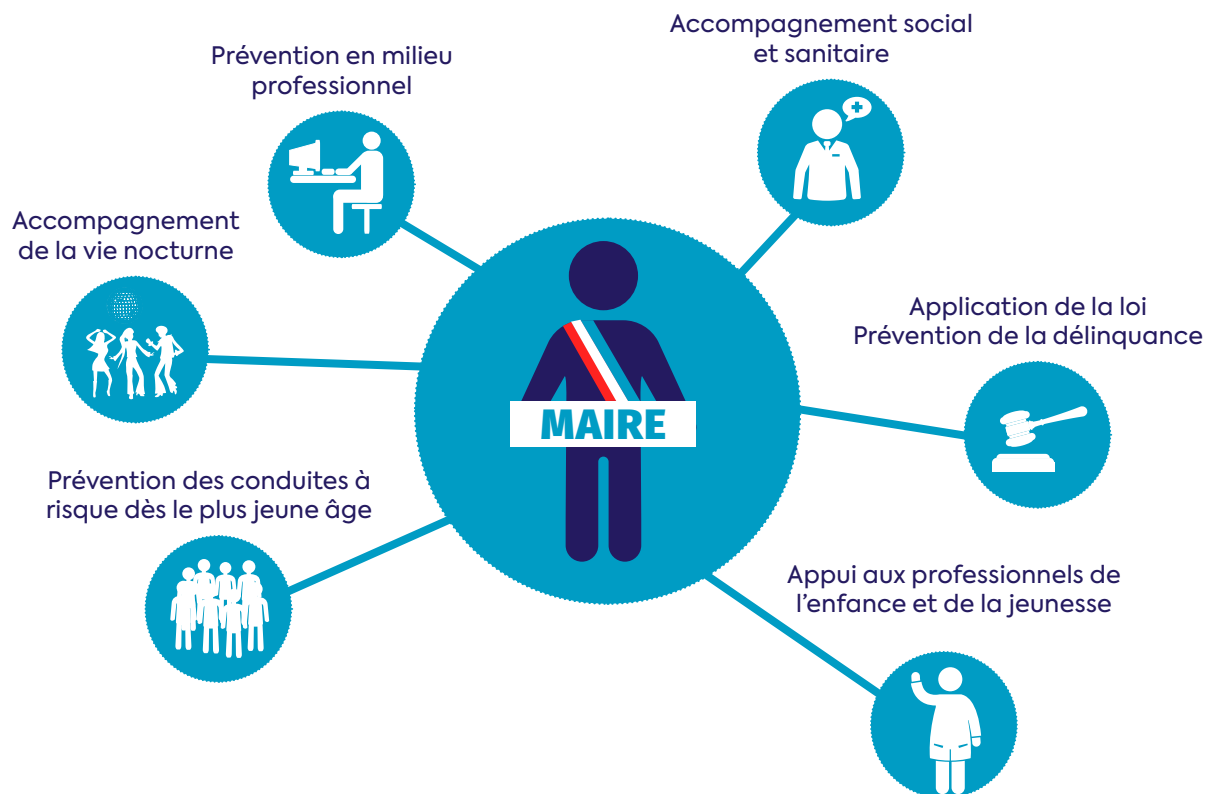 Accompagnement social
et sanitaire
Prévention en milieu
professionnel
Accompagnement
de la vie nocturne
Application de la loi
Prévention de la délinquance
MAIRE
Prévention des conduites à
risque dès le plus jeune âge
Appui aux professionnels de
l’enfance et de la jeunesse